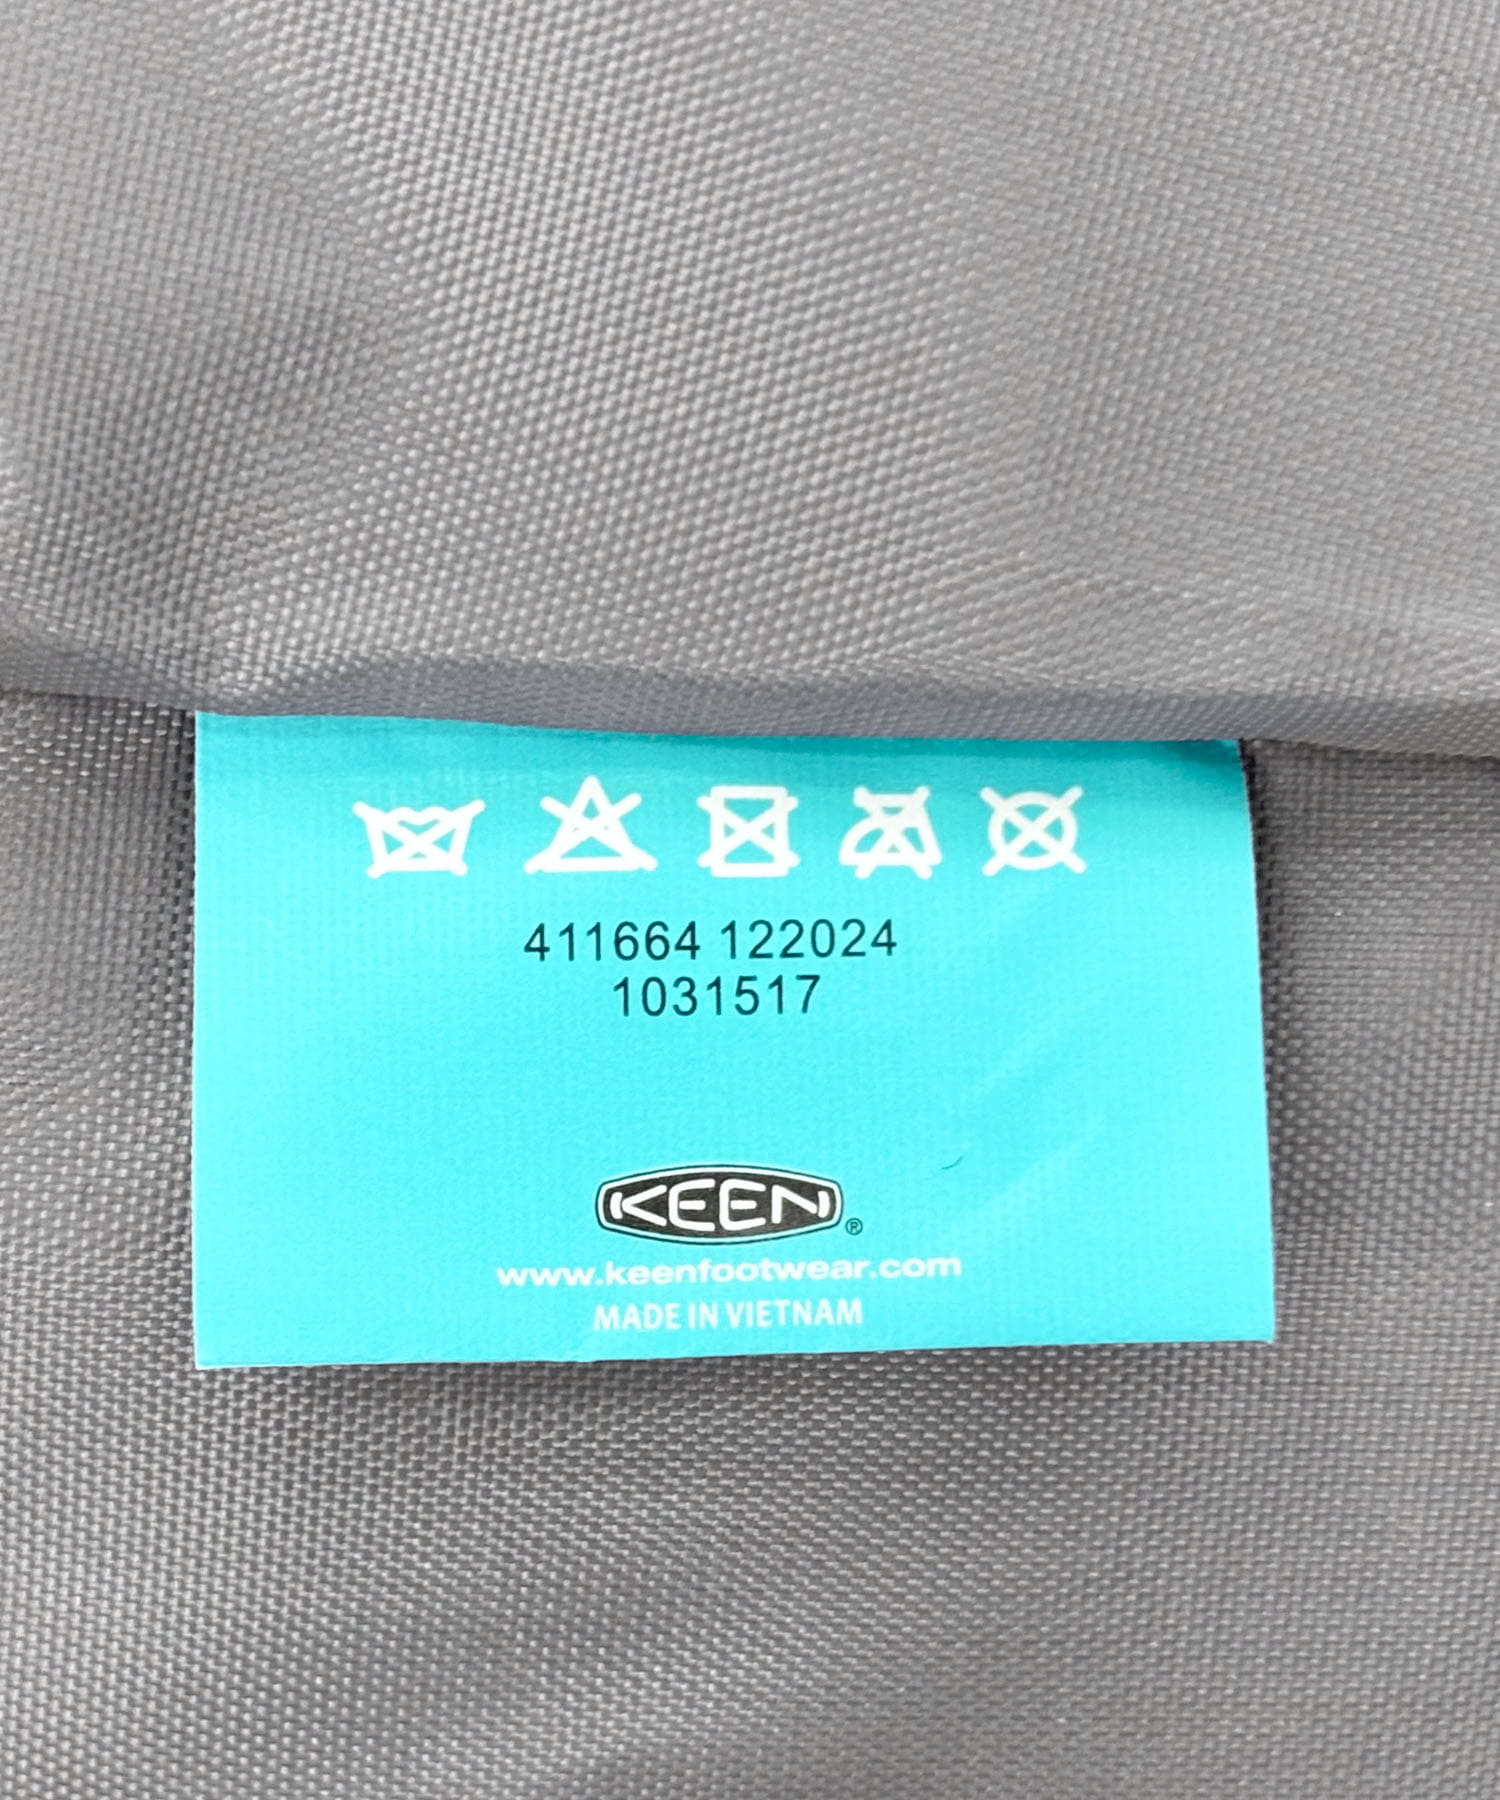 411664 122024
1031517
KEEN®
www.keenfootwear.com
MADE IN VIETNAM